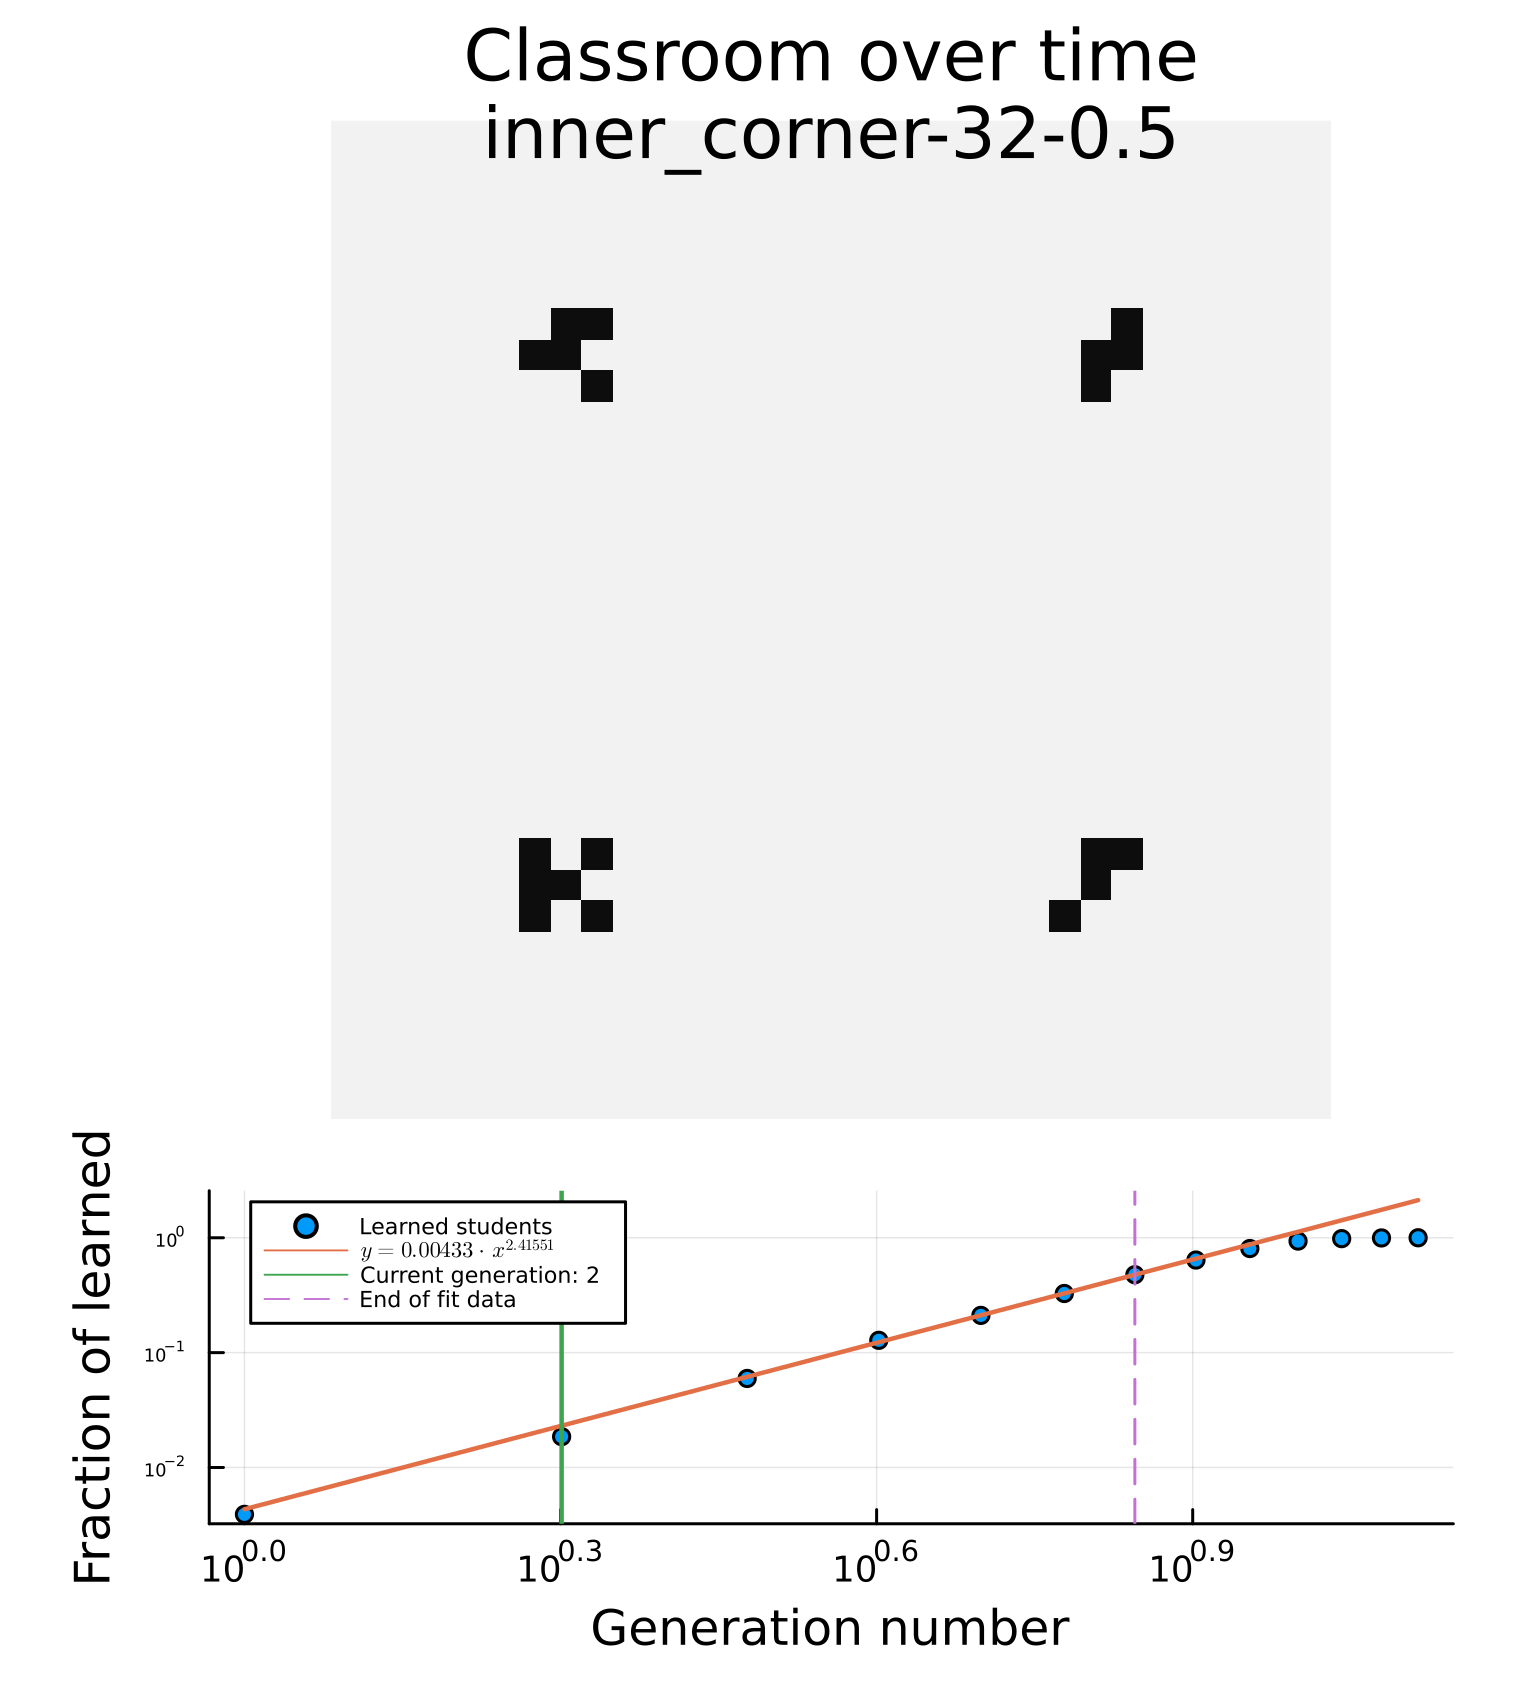 Classroom over time
inner_corner-32-0.5
Fraction of learned
10^0
10^-1
10^-2
Learned students
y = 0.00433 · x^2.41551
Current generation: 2
End of fit data
10^0.0
10^0.3
10^0.6
10^0.9
Generation number